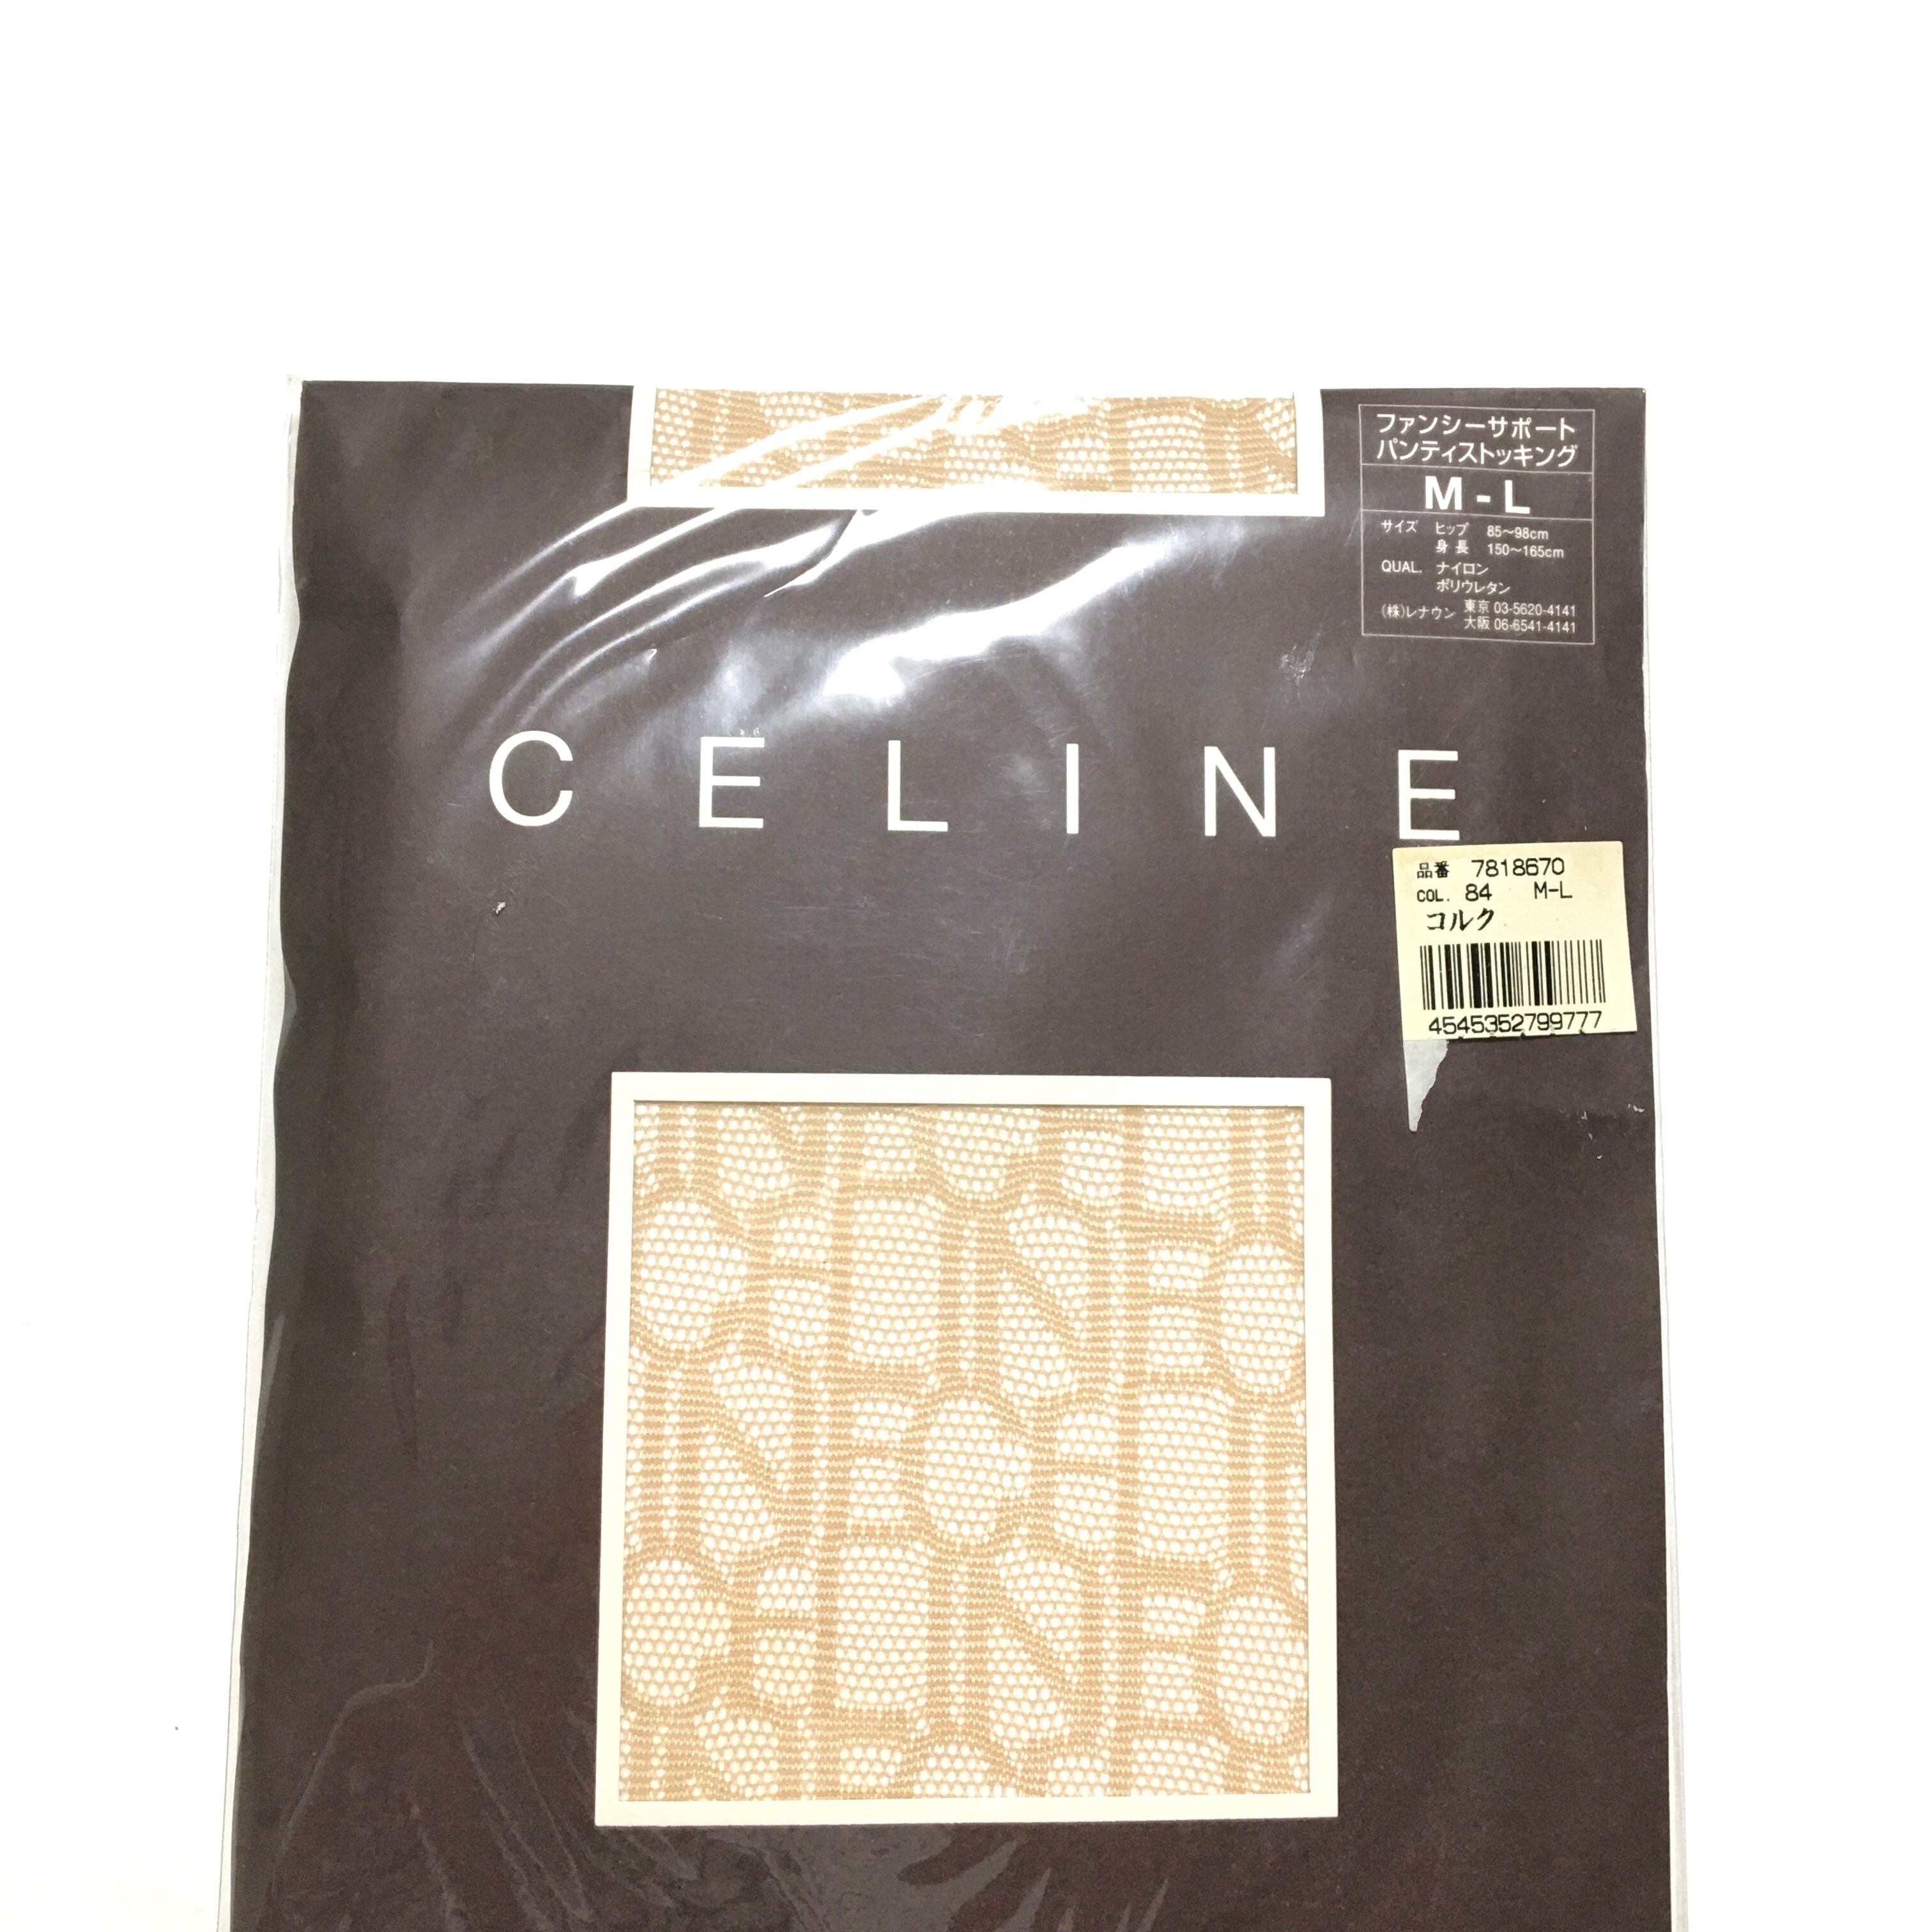 ファンシーサポート
パンティストッキング
M - L
サイズ ヒップ 85〜98cm
身長 150〜165cm
QUAL. ナイロン
ポリウレタン
(株)レナウン 東京 03-5620-4141
大阪 06-6541-4141
CELINE
品番 7818670
COL. 84 M-L
コルク
4545352799777